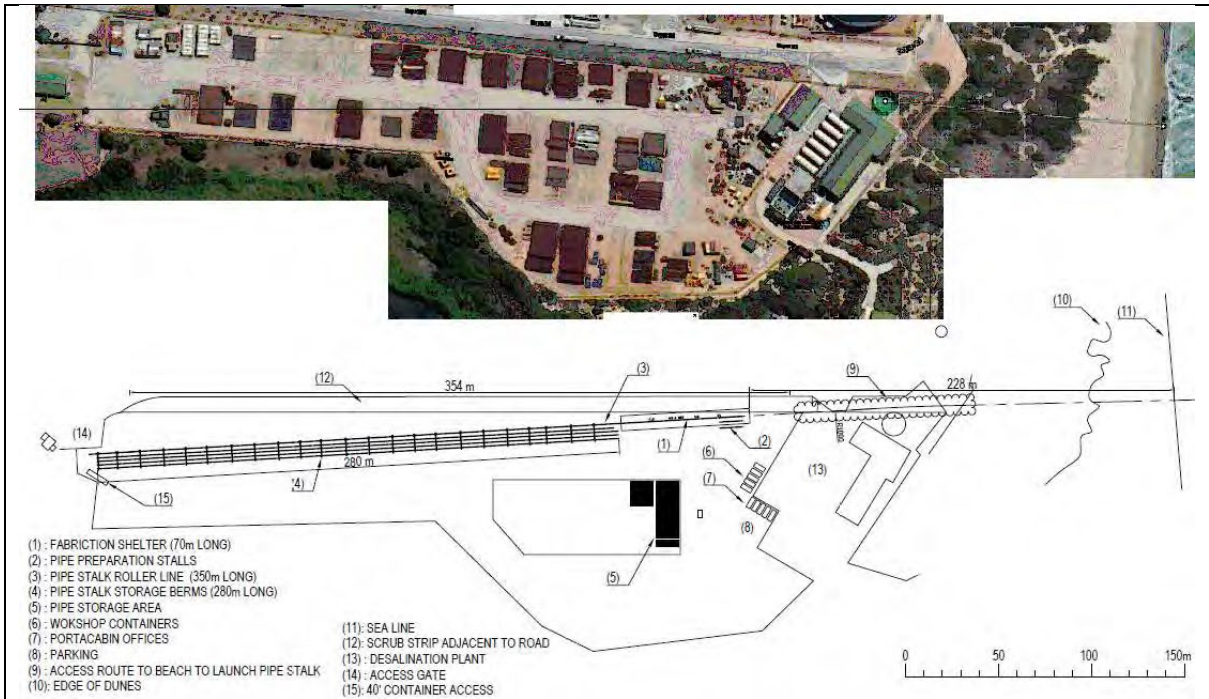 (10)
(11)
(12)
354 m
(3)
(9)
228 m
(14)
(1)
(2)
280 m
(15)
'4)
(6)
(7)
(13)
(8)
(5)
(1) : FABRICTION SHELTER (70m LONG)
(2) : PIPE PREPARATION STALLS
(3) : PIPE STALK ROLLER LINE (350m LONG)
(4) : PIPE STALK STORAGE BERMS (280m LONG)
(5) : PIPE STORAGE AREA
(6) : WOKSHOP CONTAINERS
(7) : PORTACABIN OFFICES
(8) : PARKING
(9) : ACCESS ROUTE TO BEACH TO LAUNCH PIPE STALK
(10): EDGE OF DUNES
(11): SEA LINE
(12): SCRUB STRIP ADJACENT TO ROAD
(13) : DESALINATION PLANT
(14) : ACCESS GATE
(15): 40' CONTAINER ACCESS
0 50 100 150m